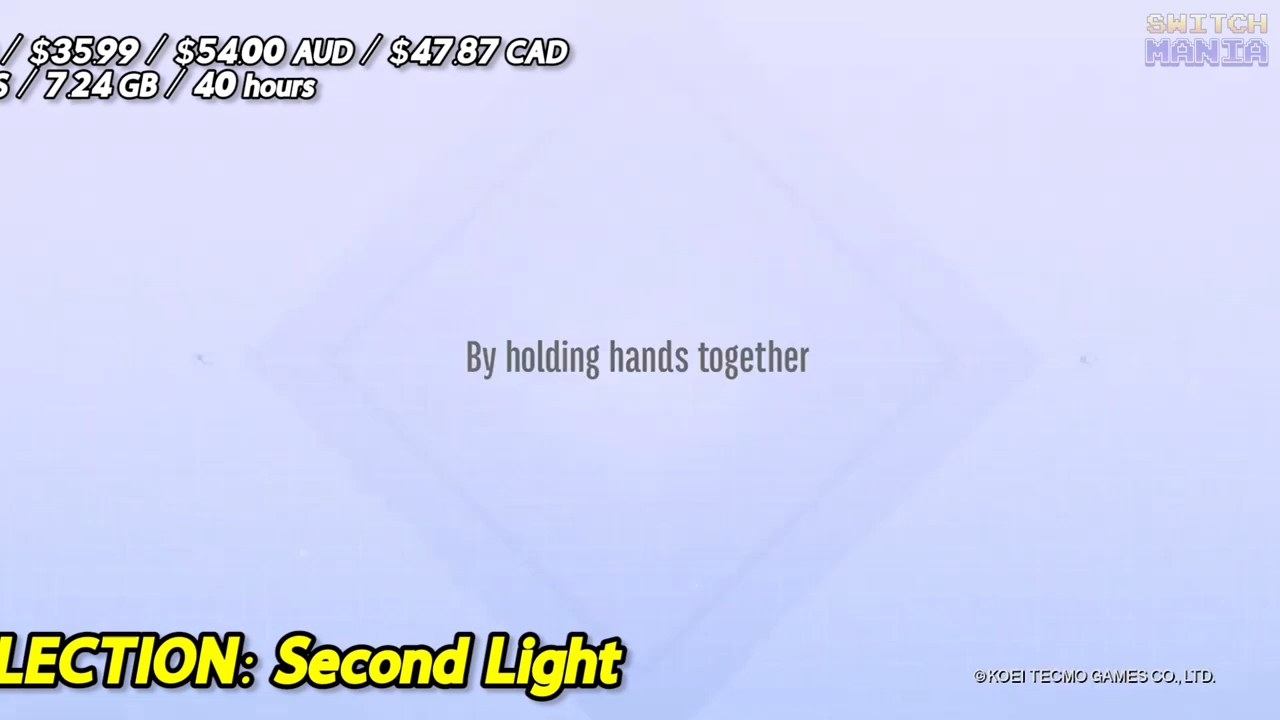 SWITCH
MANIA
/ $35.99 / $54.00 AUD / $47.87 CAD
S / 7.24 GB / 40 hours
By holding hands together
LECTION: Second Light
© KOEI TECMO GAMES CO., LTD.